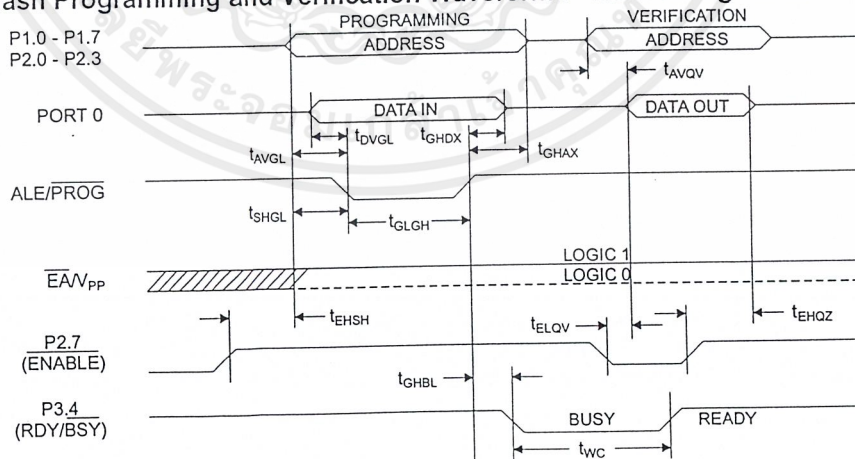 ash Programming and Verification
PROGRAMMING
VERIFICATION
P1.0 - P1.7
P2.0 - P2.3
ADDRESS
ADDRESS
tAVQV
PORT 0
DATA IN
DATA OUT
tDVGL
tGHDX
tAVGL
tGHAX
ALE/PROG
tSHGL
tGLGH
LOGIC 1
LOGIC 0
EA/VPP
tEHSH
tELQV
tEHQZ
P2.7
(ENABLE)
tGHBL
P3.4
(RDY/BSY)
BUSY
READY
tWC